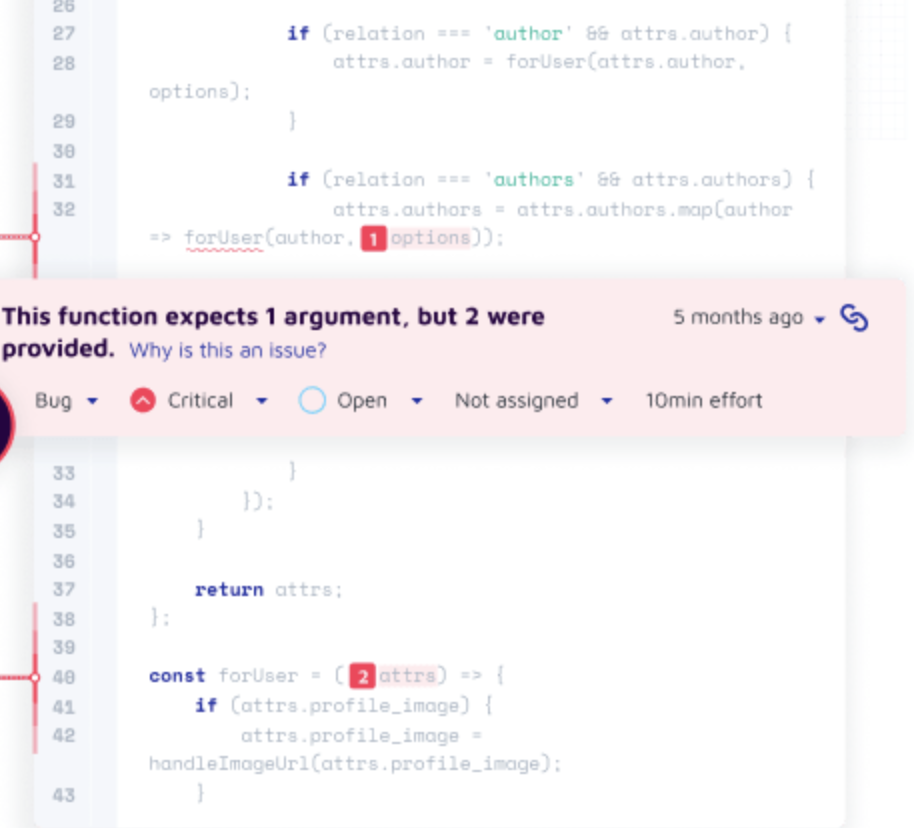 26
27 if (relation === 'author' && attrs.author) {
28 attrs.author = forUser(attrs.author,
options);
29 }
30
31 if (relation === 'authors' && attrs.authors) {
32 attrs.authors = attrs.authors.map(author
=> forUser(author, 1 options));
This function expects 1 argument, but 2 were
provided. Why is this an issue?
5 months ago
Bug Critical Open Not assigned 10min effort
33 }
34 });
35 }
36
37 return attrs;
38 };
39
40 const forUser = ( 2 attrs) => {
41 if (attrs.profile_image) {
42 attrs.profile_image =
handleImageUrl(attrs.profile_image);
43 }